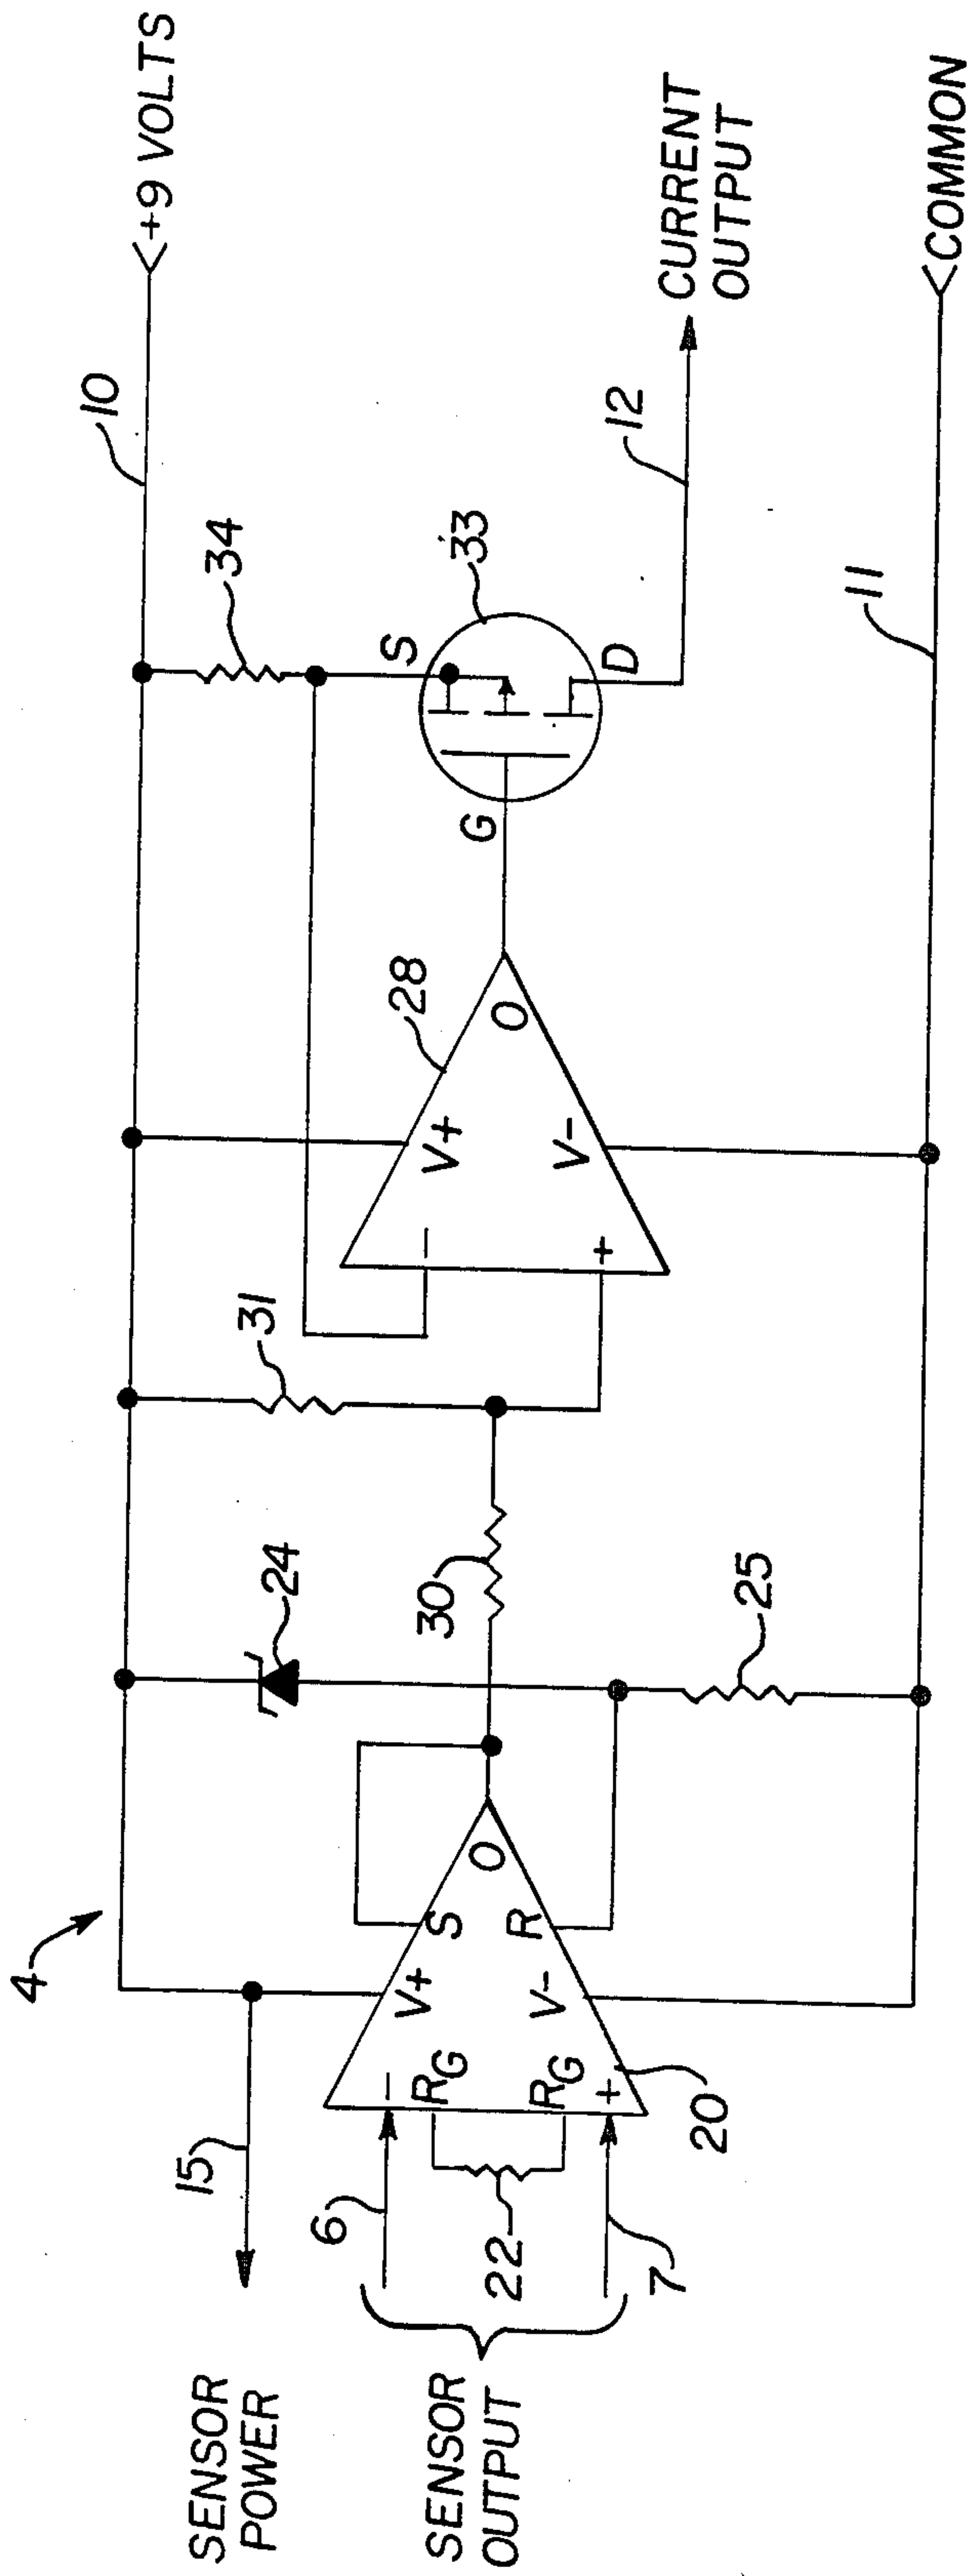 4
15
SENSOR
POWER
6
SENSOR
OUTPUT
22
7
-
RG
RG
+
V+
V-
S
R
O
20
24
25
30
31
-
+
V+
V-
O
28
34
S
G
D
33
10
+9 VOLTS
12
CURRENT
OUTPUT
11
COMMON